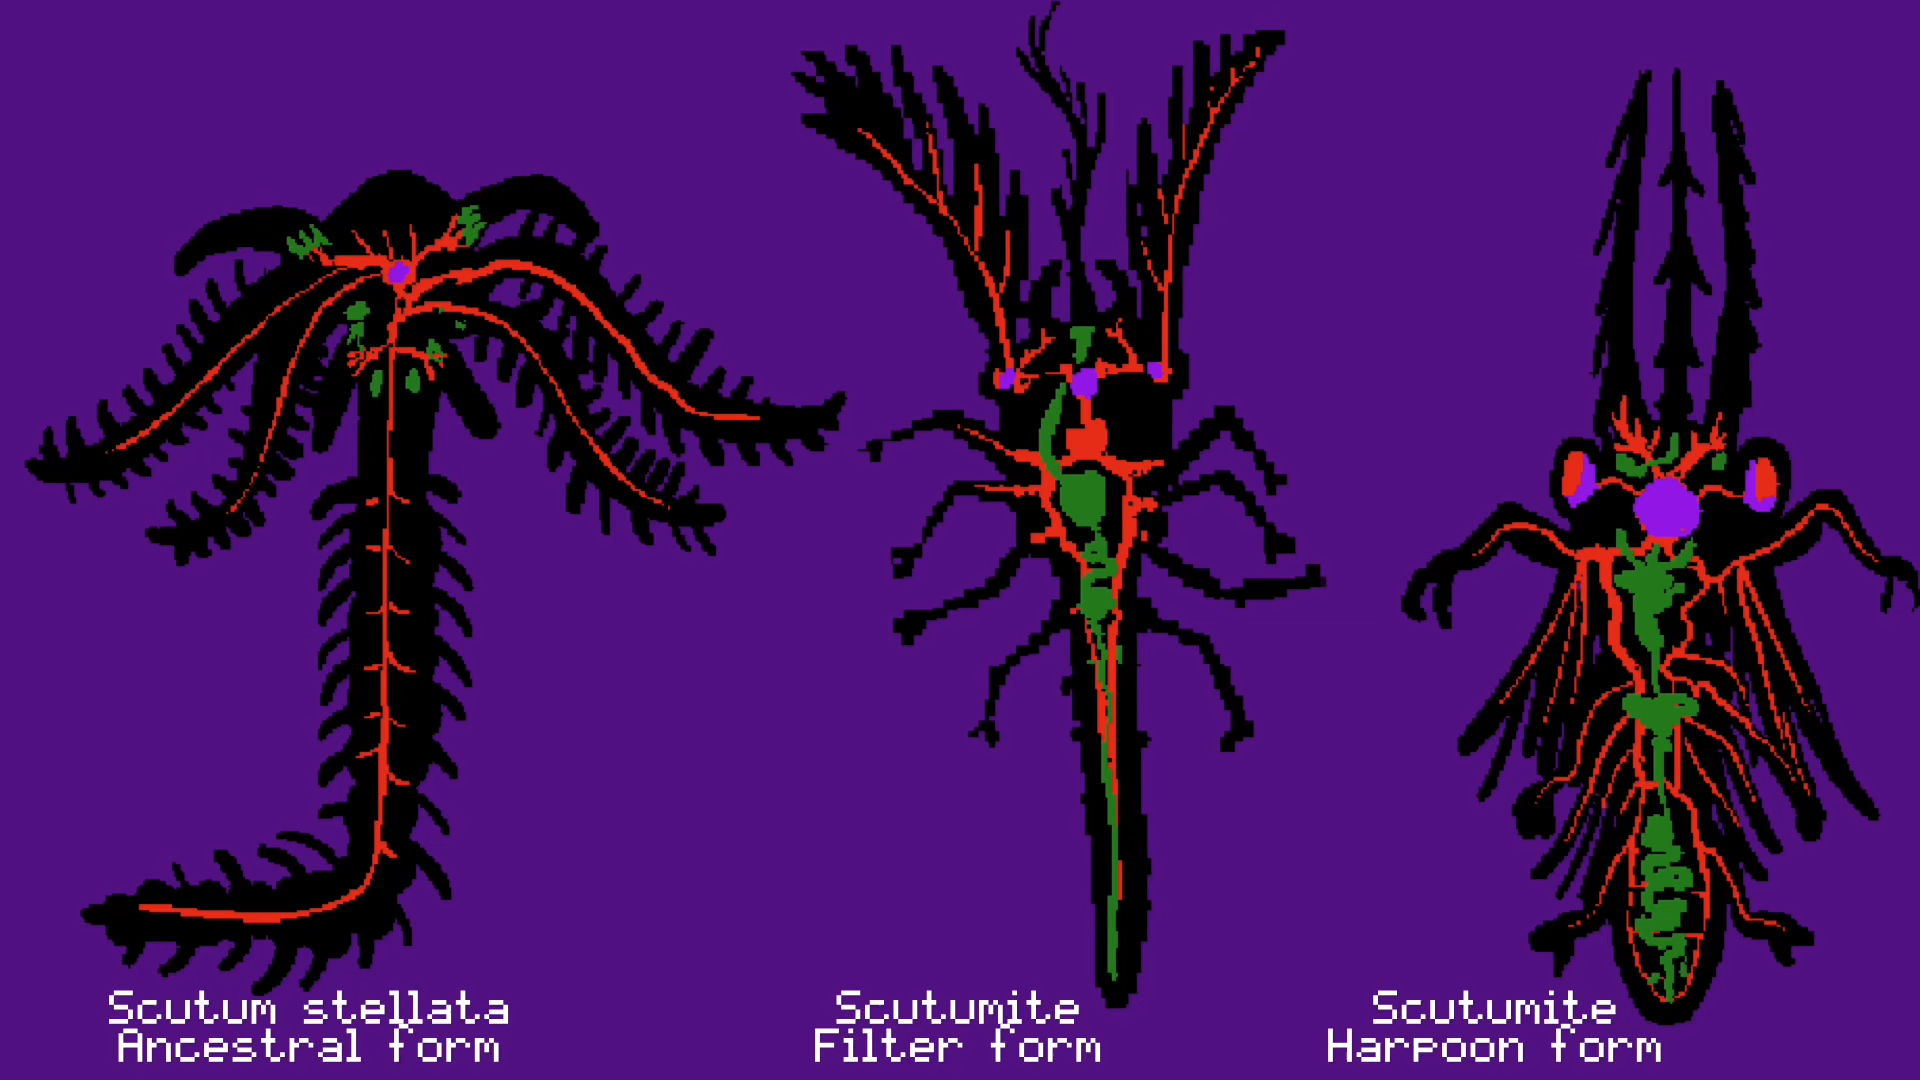 Scutum stellata
Ancestral form
Scutumite
Filter form
Scutumite
Harpoon form